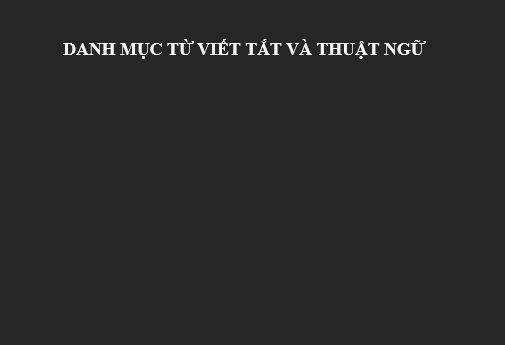 DANH MỤC TỪ VIẾT TẮT VÀ THUẬT NGỮ